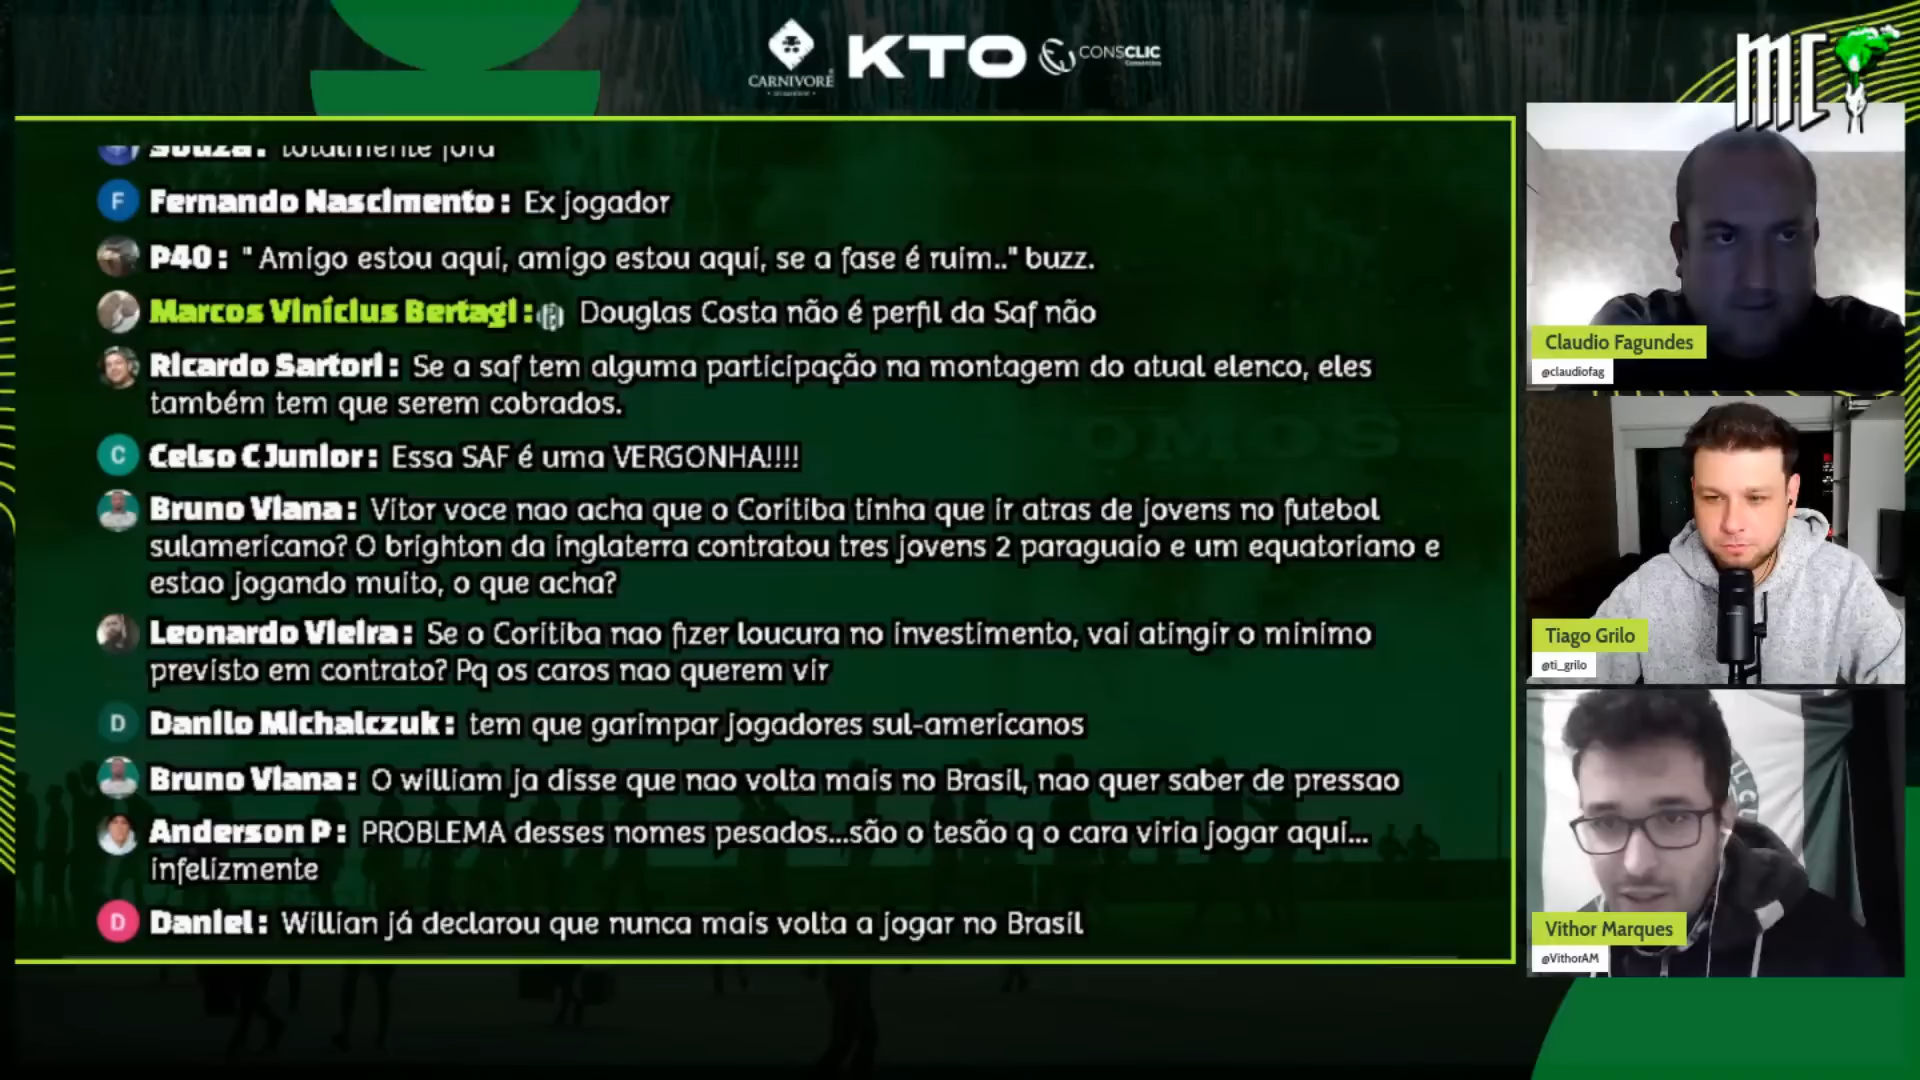 CARNIVORE
KTO
CONSCLIC
MC
Souza: totalmente fora
F
Fernando Nascimento: Ex jogador
P40: "Amigo estou aqui, amigo estou aqui, se a fase é ruim.." buzz.
Marcos Vinícius Bertagi: Douglas Costa não é perfil da Saf não
Ricardo Sartori: Se a saf tem alguma participação na montagem do atual elenco, eles
também tem que serem cobrados.
C
Celso C Junior: Essa SAF é uma VERGONHA!!!!
Bruno Viana: Vitor voce nao acha que o Coritiba tinha que ir atras de jovens no futebol
sulamericano? O brighton da inglaterra contratou tres jovens 2 paraguaio e um equatoriano e
estao jogando muito, o que acha?
Leonardo Vieira: Se o Coritiba nao fizer loucura no investimento, vai atingir o minimo
previsto em contrato? Pq os caros nao querem vir
D
Danilo Michalczuk: tem que garimpar jogadores sul-americanos
Bruno Viana: O william ja disse que nao volta mais no Brasil, nao quer saber de pressao
Anderson P: PROBLEMA desses nomes pesados...são o tesão q o cara viria jogar aqui...
infelizmente
D
Daniel: Willian já declarou que nunca mais volta a jogar no Brasil
Claudio Fagundes
@claudiofag
Tiago Grilo
@ti_grilo
Vithor Marques
@VithorAM